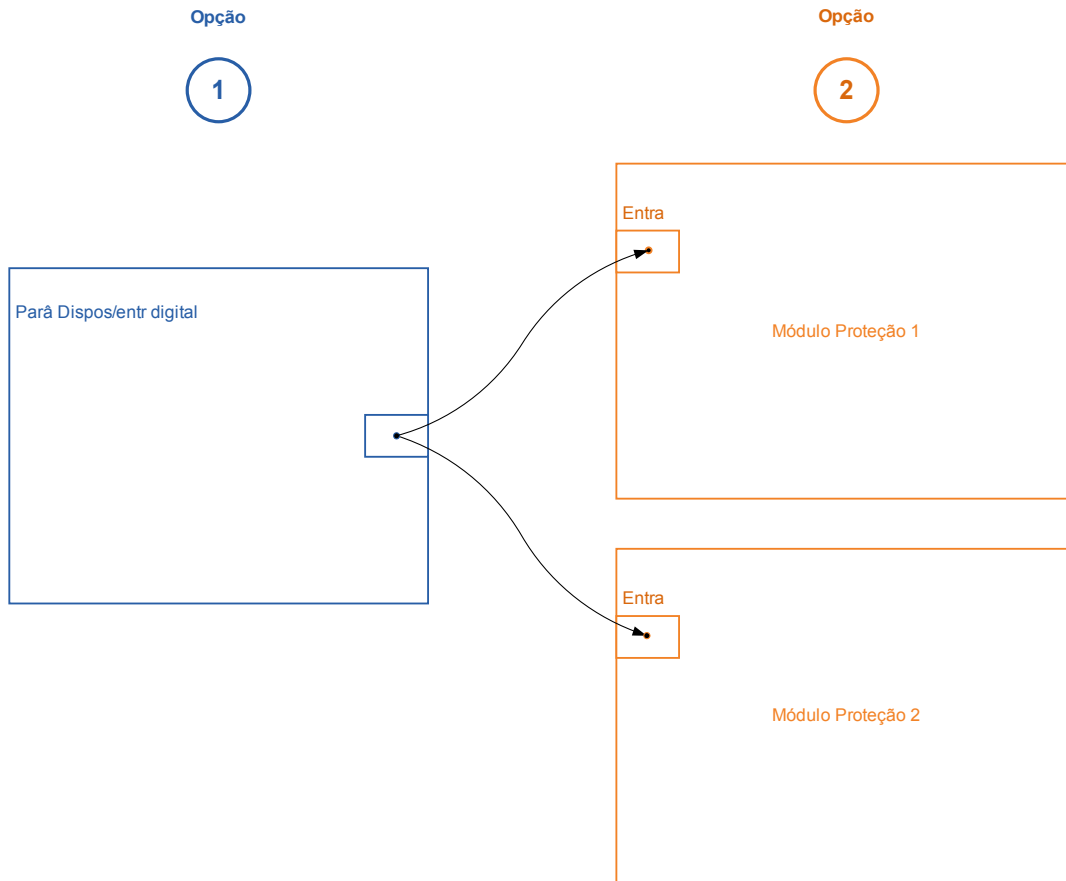 Opção
1
Opção
2
Parâ Dispos/entr digital
Entra
Módulo Proteção 1
Entra
Módulo Proteção 2